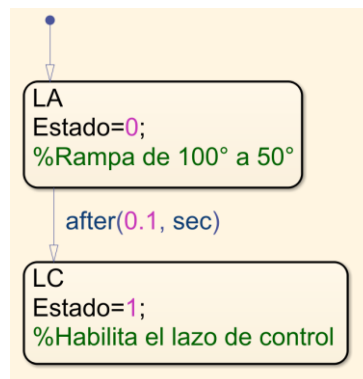 LA
Estado=0;
%Rampa de 100° a 50°
after(0.1, sec)
LC
Estado=1;
%Habilita el lazo de control